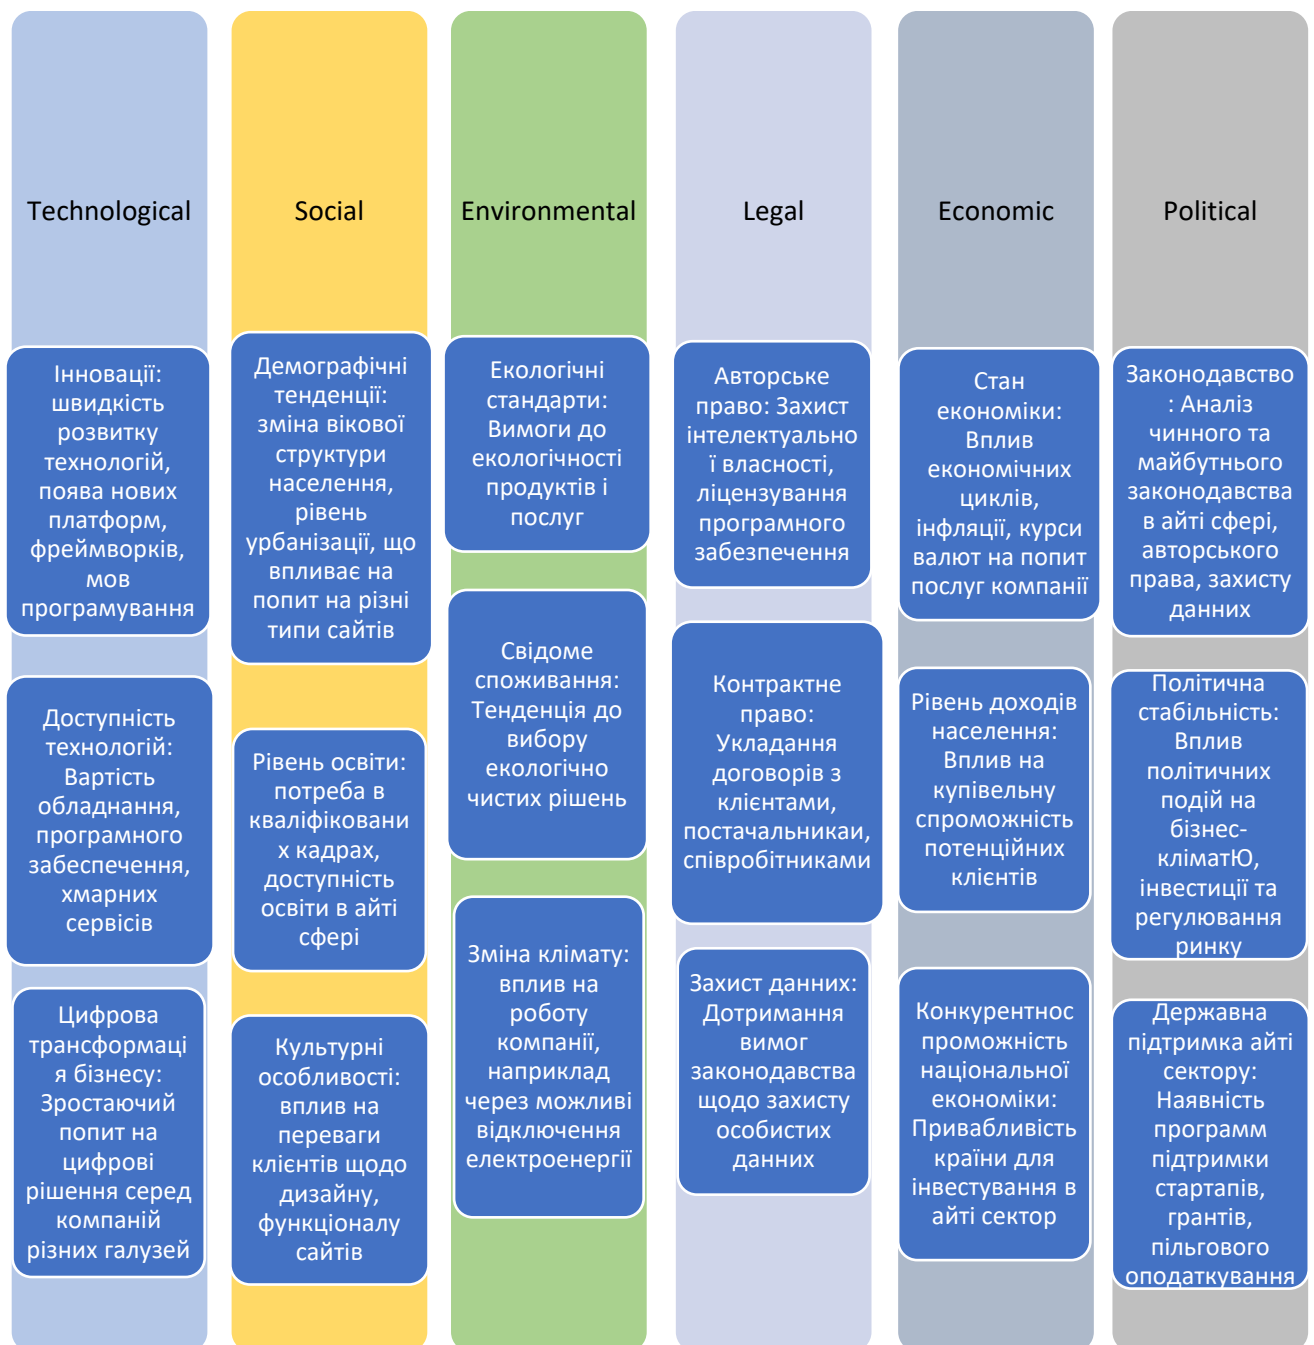 Technological
Інновації:
швидкість
розвитку
технологій,
поява нових
платформ,
фреймворків,
мов
програмування
Доступність
технологій:
Вартість
обладнання,
програмного
забеспечення,
хмарних
сервісів
Цифрова
трансформаці
я бізнесу:
Зростаючий
попит на
цифрові
рішення серед
компаній
різних галузей
Social
Демографічні
тенденції:
зміна вікової
структури
населення,
рівень
урбанізації, що
впливає на
попит на різні
типи сайтів
Рівень освіти:
потреба в
кваліфіковани
х кадрах,
доступність
освіти в айті
сфері
Культурні
особливості:
вплив на
переваги
клієнтів щодо
дизайну,
функціоналу
сайтів
Environmental
Екологічні
стандарти:
Вимоги до
екологічності
продуктів і
послуг
Свідоме
споживання:
Тенденція до
вибору
екологічно
чистих рішень
Зміна клімату:
вплив на
роботу
компанії,
наприклад
через можливі
відключення
електроенергії
Legal
Авторське
право: Захист
інтелектуально
ї власності,
ліцензування
програмного
забезпечення
Контрактне
право:
Укладання
договорів з
клієнтами,
постачальникаи,
співробітниками
Захист данних:
Дотримання
вимог
законодавства
щодо захисту
особистих
данних
Economic
Стан
економіки:
Вплив
економічних
циклів,
інфляції, курси
валют на попит
послуг компанії
Рівень доходів
населення:
Вплив на
купівельну
спроможність
потенційних
клієнтів
Конкурентнос
проможність
національної
економіки:
Привабливість
країни для
інвестування в
айті сектор
Political
Законодавство
: Аналіз
чинного та
майбутнього
законодавства
в айті сфері,
авторського
права, захисту
данних
Політична
стабільність:
Вплив
політичних
подій на
бізнес-
кліматЮ,
інвестиції та
регулювання
ринку
Державна
підтримка айті
сектору:
Наявність
программ
підтримки
стартапів,
грантів,
пільгового
оподаткування